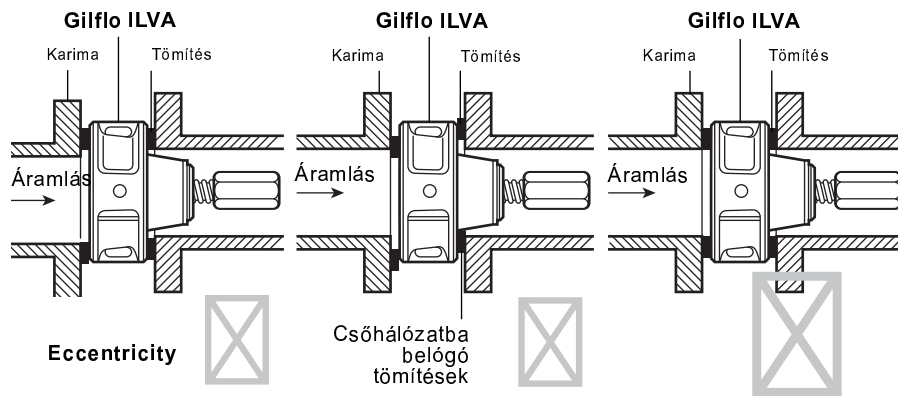 Gilflo ILVA
Karima
Tömítés
Áramlás
Eccentricity
Gilflo ILVA
Karima
Tömítés
Áramlás
Csőhálózatba
belógó
tömítések
Gilflo ILVA
Karima
Tömítés
Áramlás